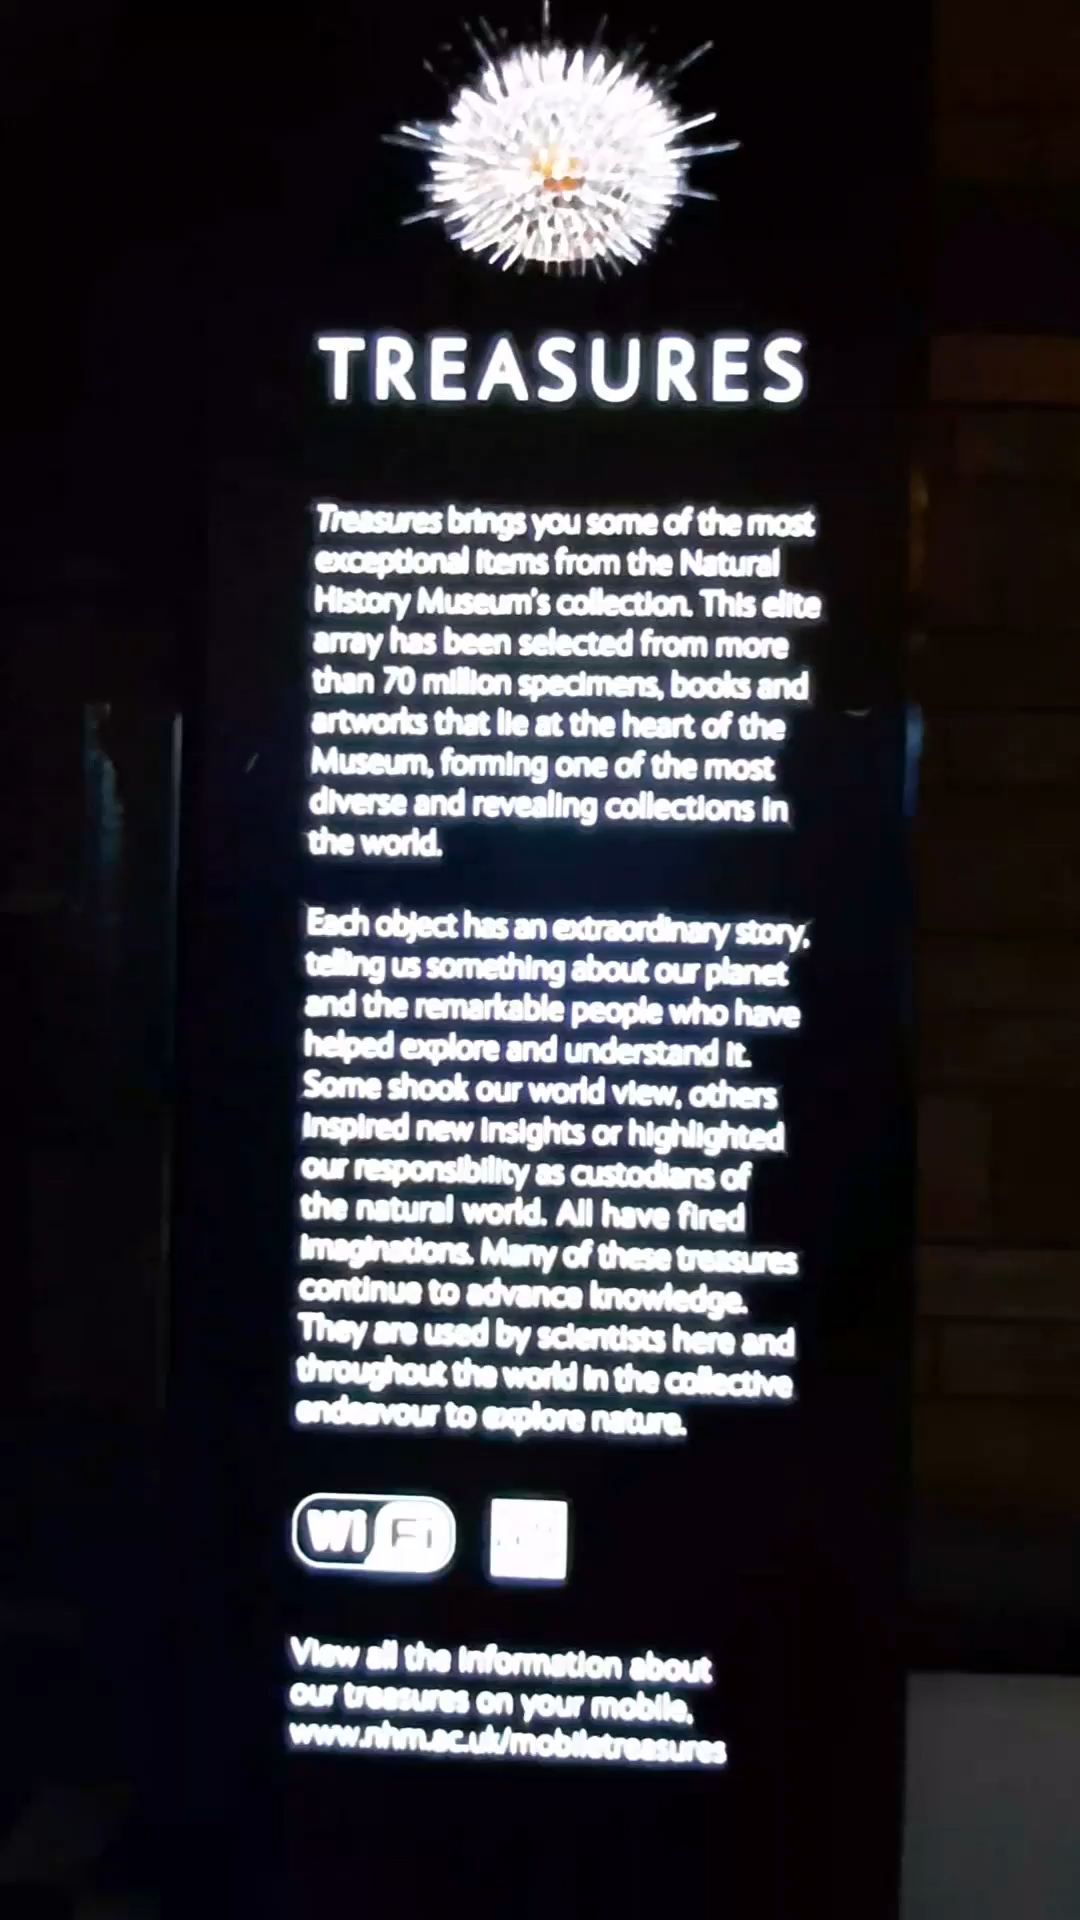 TREASURES
Treasures brings you some of the most
exceptional items from the Natural
History Museum's collection. This elite
array has been selected from more
than 70 million specimens, books and
artworks that lie at the heart of the
Museum, forming one of the most
diverse and revealing collections in
the world.
Each object has an extraordinary story,
telling us something about our planet
and the remarkable people who have
helped explore and understand it.
Some shook our world view, others
inspired new insights or highlighted
our responsibility as custodians of
the natural world. All have fired
imaginations. Many of these treasures
continue to advance knowledge.
They are used by scientists here and
throughout the world in the collective
endeavour to explore nature.
Wi Fi
View all the information about
our treasures on your mobile.
www.nhm.ac.uk/mobiletreasures